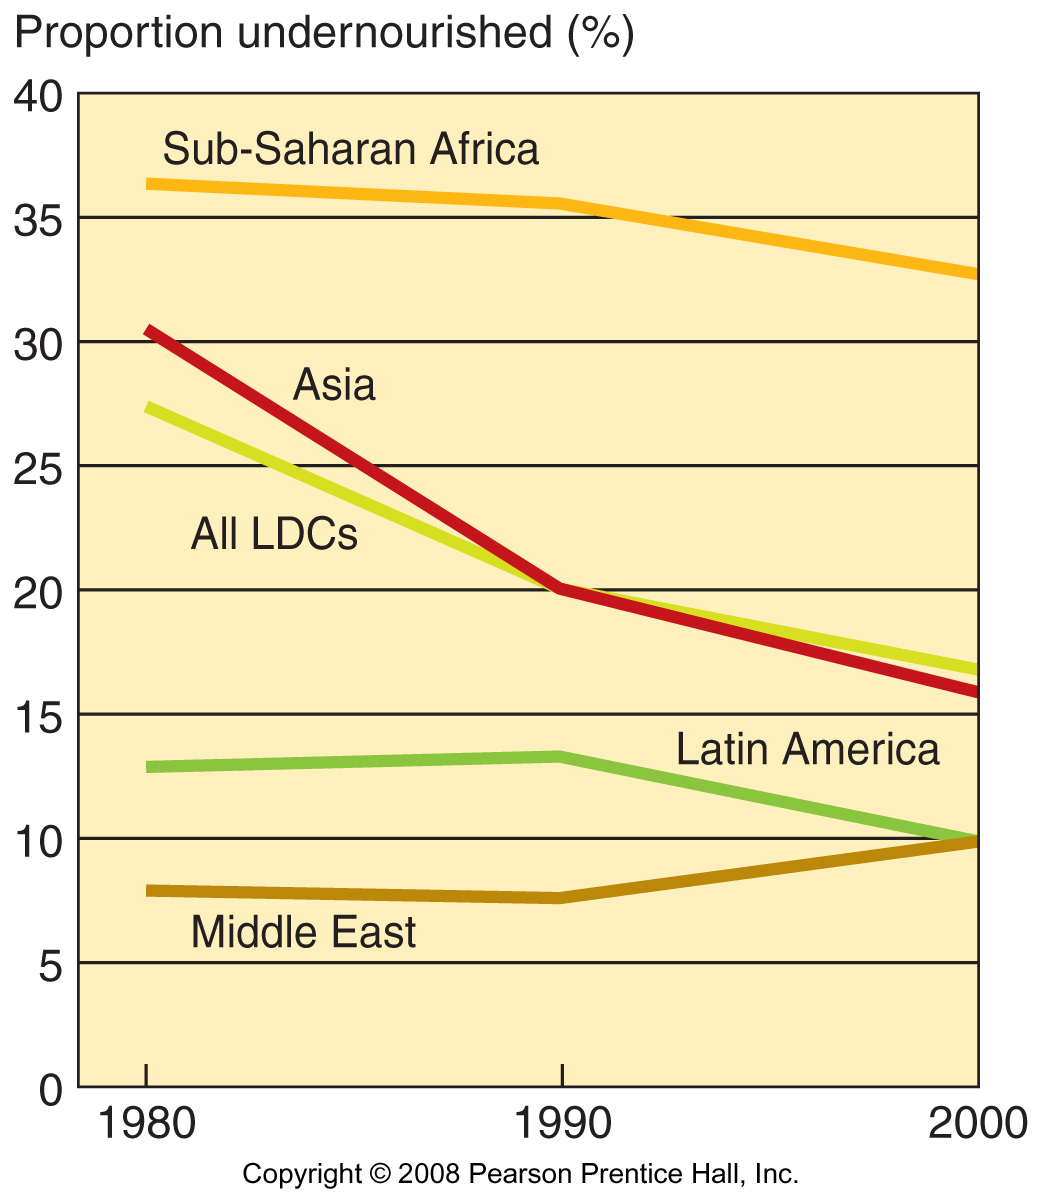 Proportion undernourished (%)
40
Sub-Saharan Africa
35
30
Asia
25
All LDCs
20
15
Latin America
10
Middle East
5
0
1980 1990 2000
Copyright © 2008 Pearson Prentice Hall, Inc.